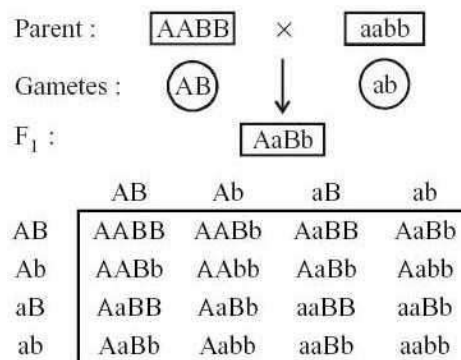 Parent : AABB × aabb
Gametes : AB ab
F₁ : AaBb
AB Ab aB ab
AB AABB AABb AaBB AaBb
Ab AABb AAbb AaBb Aabb
aB AaBB AaBb aaBB aaBb
ab AaBb Aabb aaBb aabb